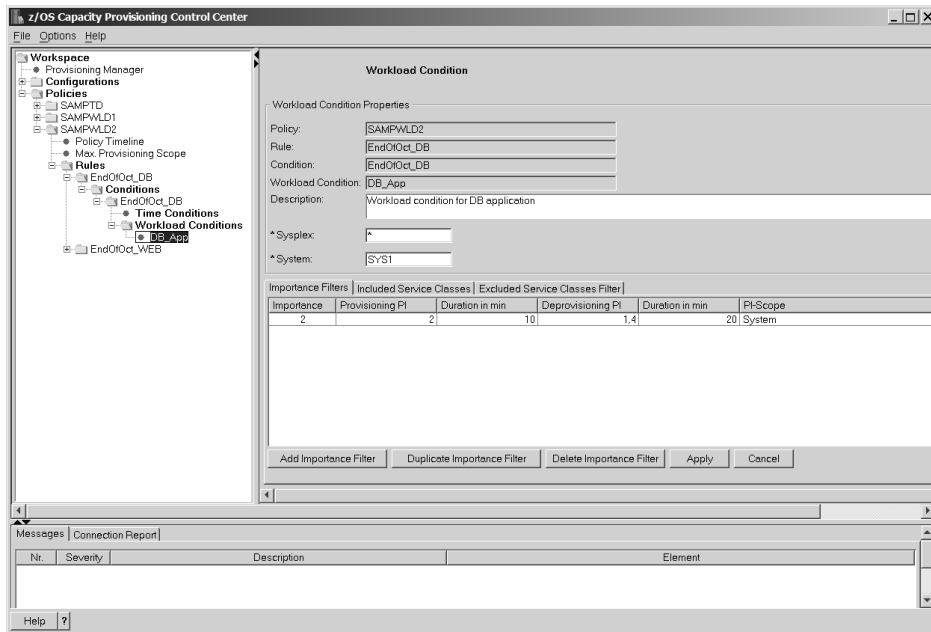 z/OS Capacity Provisioning Control Center
File Options Help
Workspace
Provisioning Manager
Configurations
Policies
SAMPTD
SAMPWLD1
SAMPWLD2
Policy Timeline
Max. Provisioning Scope
Rules
EndOfOct_DB
Conditions
EndOfOct_DB
Time Conditions
Workload Conditions
DB_App
EndOfOct_WEB
Workload Condition
Workload Condition Properties
Policy: SAMPWLD2
Rule: EndOfOct_DB
Condition: EndOfOct_DB
Workload Condition: DB_App
Description: Workload condition for DB application
* Sysplex: *
* System: SYS1
Importance Filters Included Service Classes Excluded Service Classes Filter
Importance Provisioning PI Duration in min Deprovisioning PI Duration in min PI-Scope
2 2 10 1,4 20 System
Add Importance Filter Duplicate Importance Filter Delete Importance Filter Apply Cancel
Messages Connection Report
Nr. Severity Description Element
Help ?